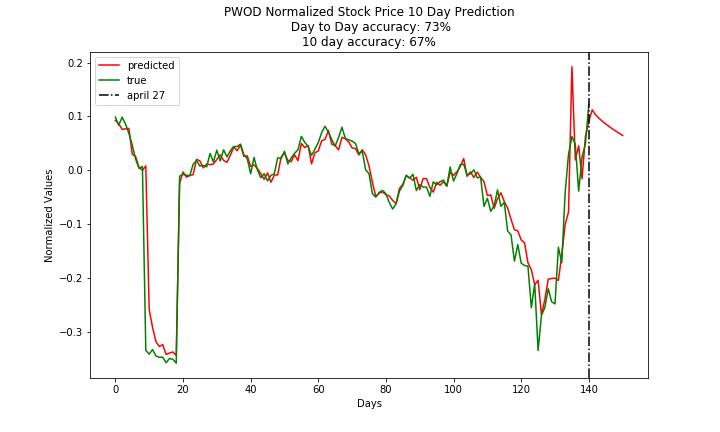 PWOD Normalized Stock Price 10 Day Prediction
Day to Day accuracy: 73%
10 day accuracy: 67%
predicted
true
april 27
Normalized Values
0.2
0.1
0.0
−0.1
−0.2
−0.3
0 20 40 60 80 100 120 140
Days